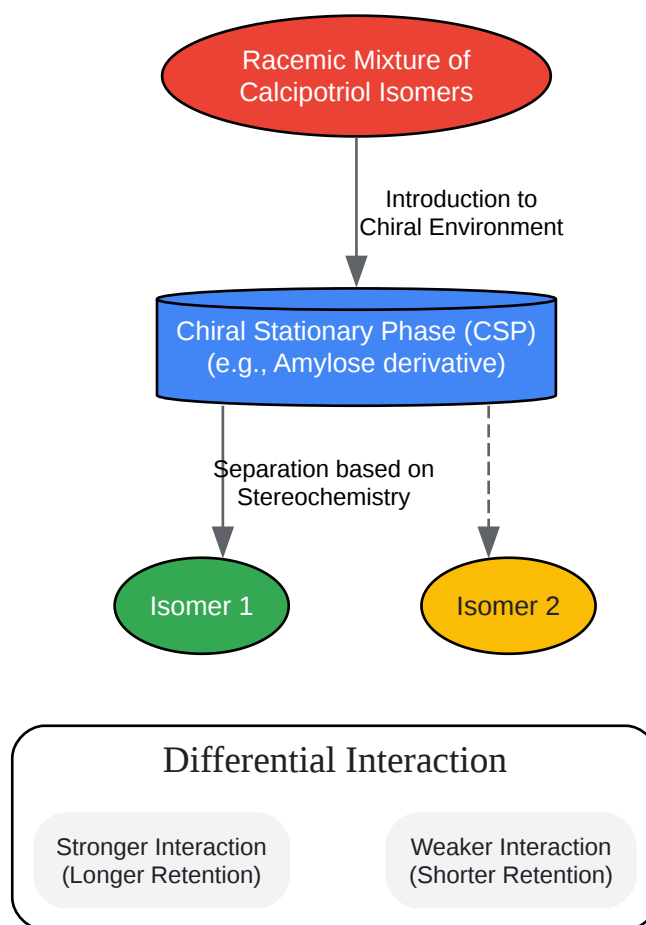 Racemic Mixture of
Calcipotriol Isomers
Introduction to
Chiral Environment
Chiral Stationary Phase (CSP)
(e.g., Amylose derivative)
Separation based on
Stereochemistry
Isomer 1
Isomer 2
Differential Interaction
Stronger Interaction
(Longer Retention)
Weaker Interaction
(Shorter Retention)